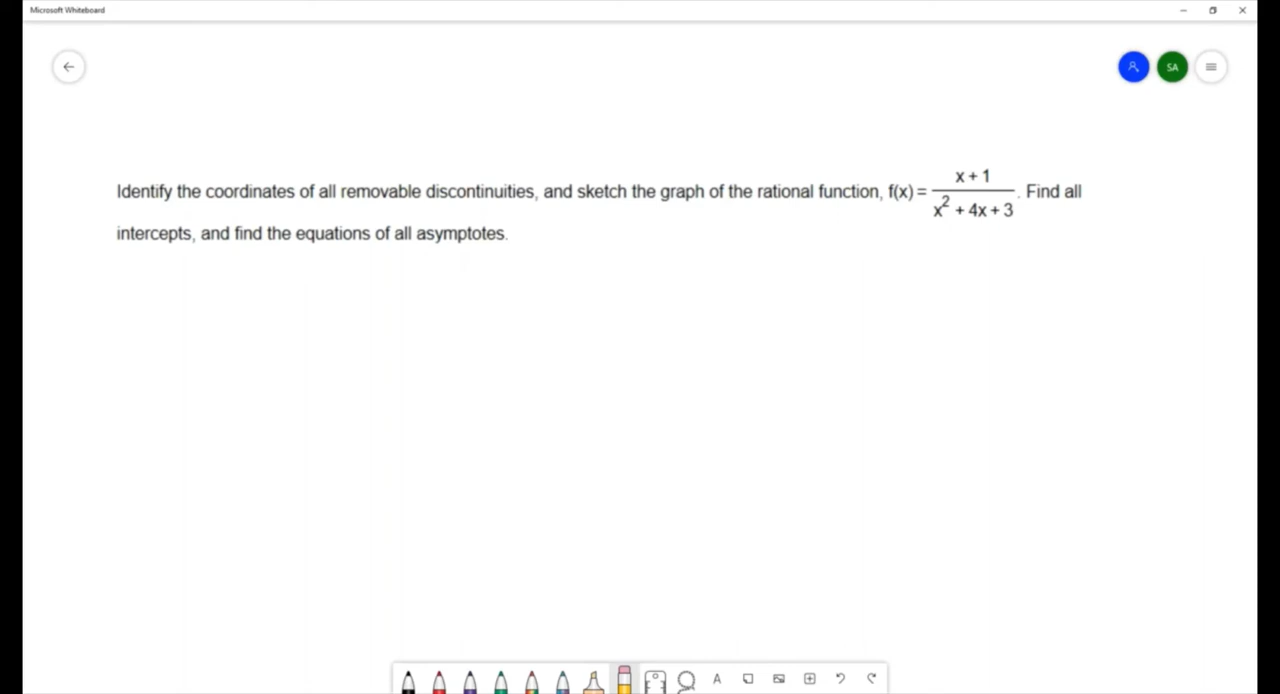 Microsoft Whiteboard
SA
Identify the coordinates of all removable discontinuities, and sketch the graph of the rational function, f(x) = (x + 1)/(x² + 4x + 3). Find all
intercepts, and find the equations of all asymptotes.
A